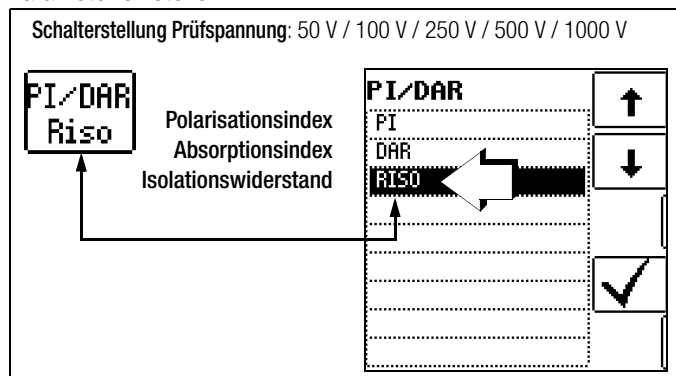 Schalterstellung Prüfspannung: 50 V / 100 V / 250 V / 500 V / 1000 V
PI/DAR
Riso
Polarisationsindex
Absorptionsindex
Isolationswiderstand
PI/DAR
PI
DAR
RISO